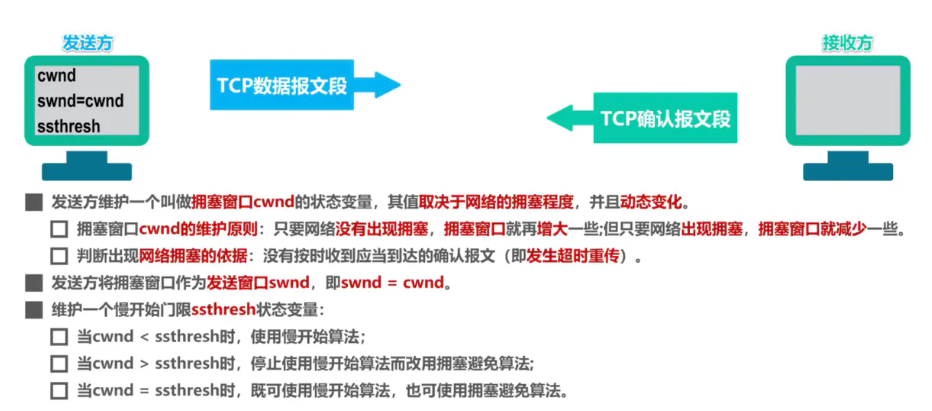 发送方
接收方
cwnd
swnd=cwnd
ssthresh
TCP数据报文段
TCP确认报文段
发送方维护一个叫做拥塞窗口cwnd的状态变量，其值取决于网络的拥塞程度，并且动态变化。
拥塞窗口cwnd的维护原则：只要网络没有出现拥塞，拥塞窗口就再增大一些;但只要网络出现拥塞，拥塞窗口就减少一些。
判断出现网络拥塞的依据：没有按时收到应当到达的确认报文（即发生超时重传）。
发送方将拥塞窗口作为发送窗口swnd，即swnd = cwnd。
维护一个慢开始门限ssthresh状态变量：
当cwnd < ssthresh时，使用慢开始算法；
当cwnd > ssthresh时，停止使用慢开始算法而改用拥塞避免算法;
当cwnd = ssthresh时，既可使用慢开始算法，也可使用拥塞避免算法。